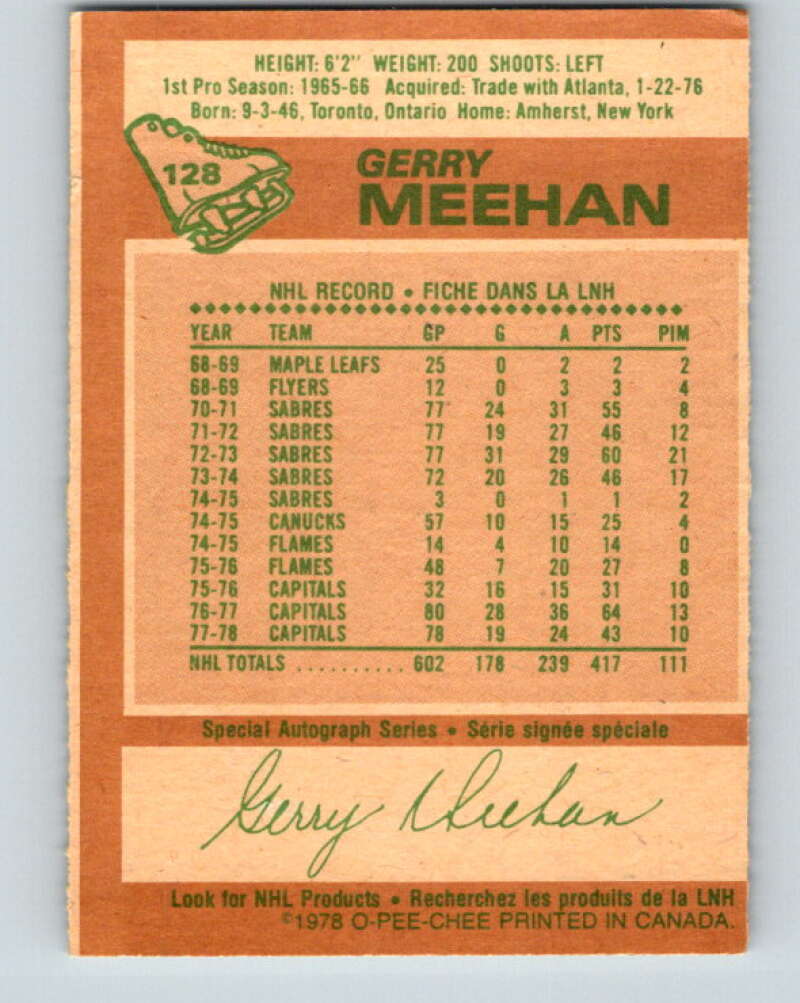 HEIGHT: 6'2" WEIGHT: 200 SHOOTS: LEFT
1st Pro Season: 1965-66 Acquired: Trade with Atlanta, 1-22-76
Born: 9-3-46, Toronto, Ontario Home: Amherst, New York
128
GERRY
MEEHAN
NHL RECORD • FICHE DANS LA LNH
YEAR TEAM GP G A PTS PIM
68-69 MAPLE LEAFS 25 0 2 2 2
68-69 FLYERS 12 0 3 3 4
70-71 SABRES 77 24 31 55 8
71-72 SABRES 77 19 27 46 12
72-73 SABRES 77 31 29 60 21
73-74 SABRES 72 20 26 46 17
74-75 SABRES 3 0 1 1 2
74-75 CANUCKS 57 10 15 25 4
74-75 FLAMES 14 4 10 14 0
75-76 FLAMES 48 7 20 27 8
75-76 CAPITALS 32 16 15 31 10
76-77 CAPITALS 80 28 36 64 13
77-78 CAPITALS 78 19 24 43 10
NHL TOTALS .......... 602 178 239 417 111
Special Autograph Series • Série signée spéciale
Gerry Meehan
Look for NHL Products • Recherchez les produits de la LNH
©1978 O-PEE-CHEE PRINTED IN CANADA.